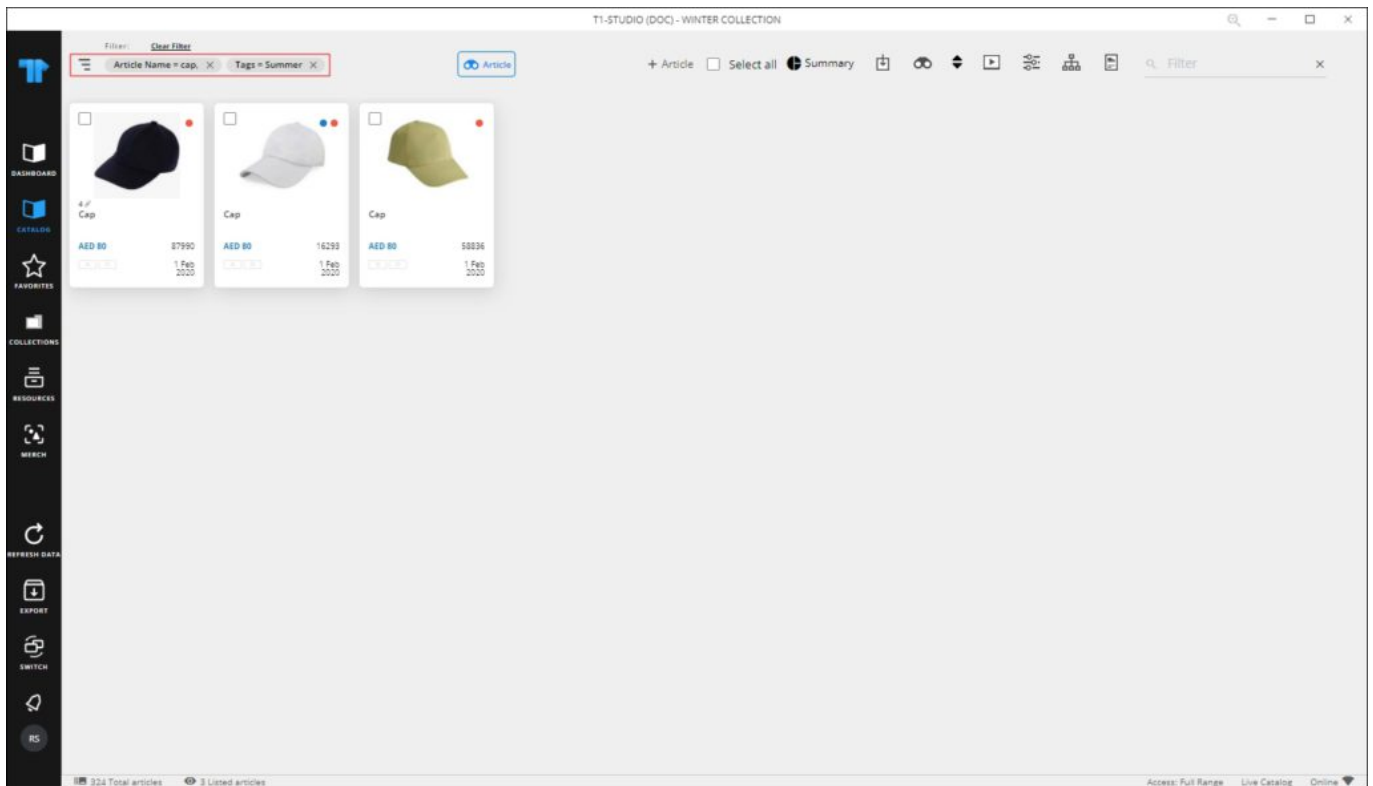 T1-STUDIO (DOC) - WINTER COLLECTION
Filter: Clear Filter
Article Name = cap, Tags = Summer
Article
+ Article Select all Summary
Filter
DASHBOARD
CATALOG
FAVORITES
COLLECTIONS
RESOURCES
MERCH
REFRESH DATA
EXPORT
SWITCH
RS
4
Cap
AED 80 87990
1 Feb
2020
Cap
AED 80 16293
1 Feb
2020
Cap
AED 80 58836
1 Feb
2020
324 Total articles 3 Listed articles
Access: Full Range Live Catalog Online